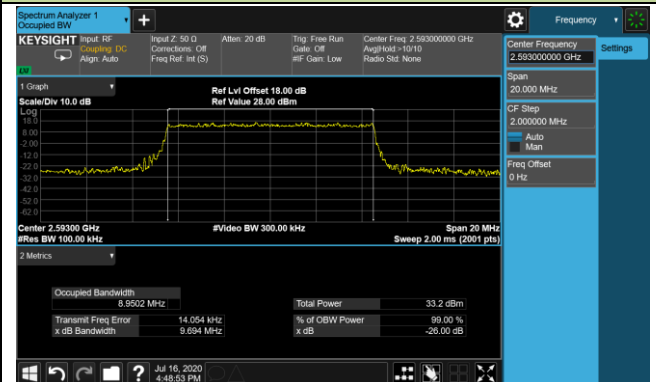 Spectrum Analyzer 1
Occupied BW
Frequency
KEYSIGHT
Input: RF
Coupling: DC
Align: Auto
Input Z: 50 Ω
Corrections: Off
Freq Ref: Int (S)
Atten: 20 dB
Trig: Free Run
Gate: Off
#IF Gain: Low
Center Freq: 2.593000000 GHz
Avg|Hold:>10/10
Radio Std: None
Center Frequency
2.593000000 GHz
Settings
Span
20.000 MHz
CF Step
2.000000 MHz
Auto
Man
Freq Offset
0 Hz
1 Graph
Scale/Div 10.0 dB
Ref Lvl Offset 18.00 dB
Ref Value 28.00 dBm
Log
18.0
8.00
-2.00
-12.0
-22.0
-32.0
-42.0
-52.0
-62.0
Center 2.59300 GHz
#Video BW 300.00 kHz
Span 20 MHz
#Res BW 100.00 kHz
Sweep 2.00 ms (2001 pts)
2 Metrics
Occupied Bandwidth
8.9502 MHz
Total Power 33.2 dBm
Transmit Freq Error 14.054 kHz
% of OBW Power 99.00 %
x dB Bandwidth 9.694 MHz
x dB -26.00 dB
Jul 16, 2020
4:48:53 PM